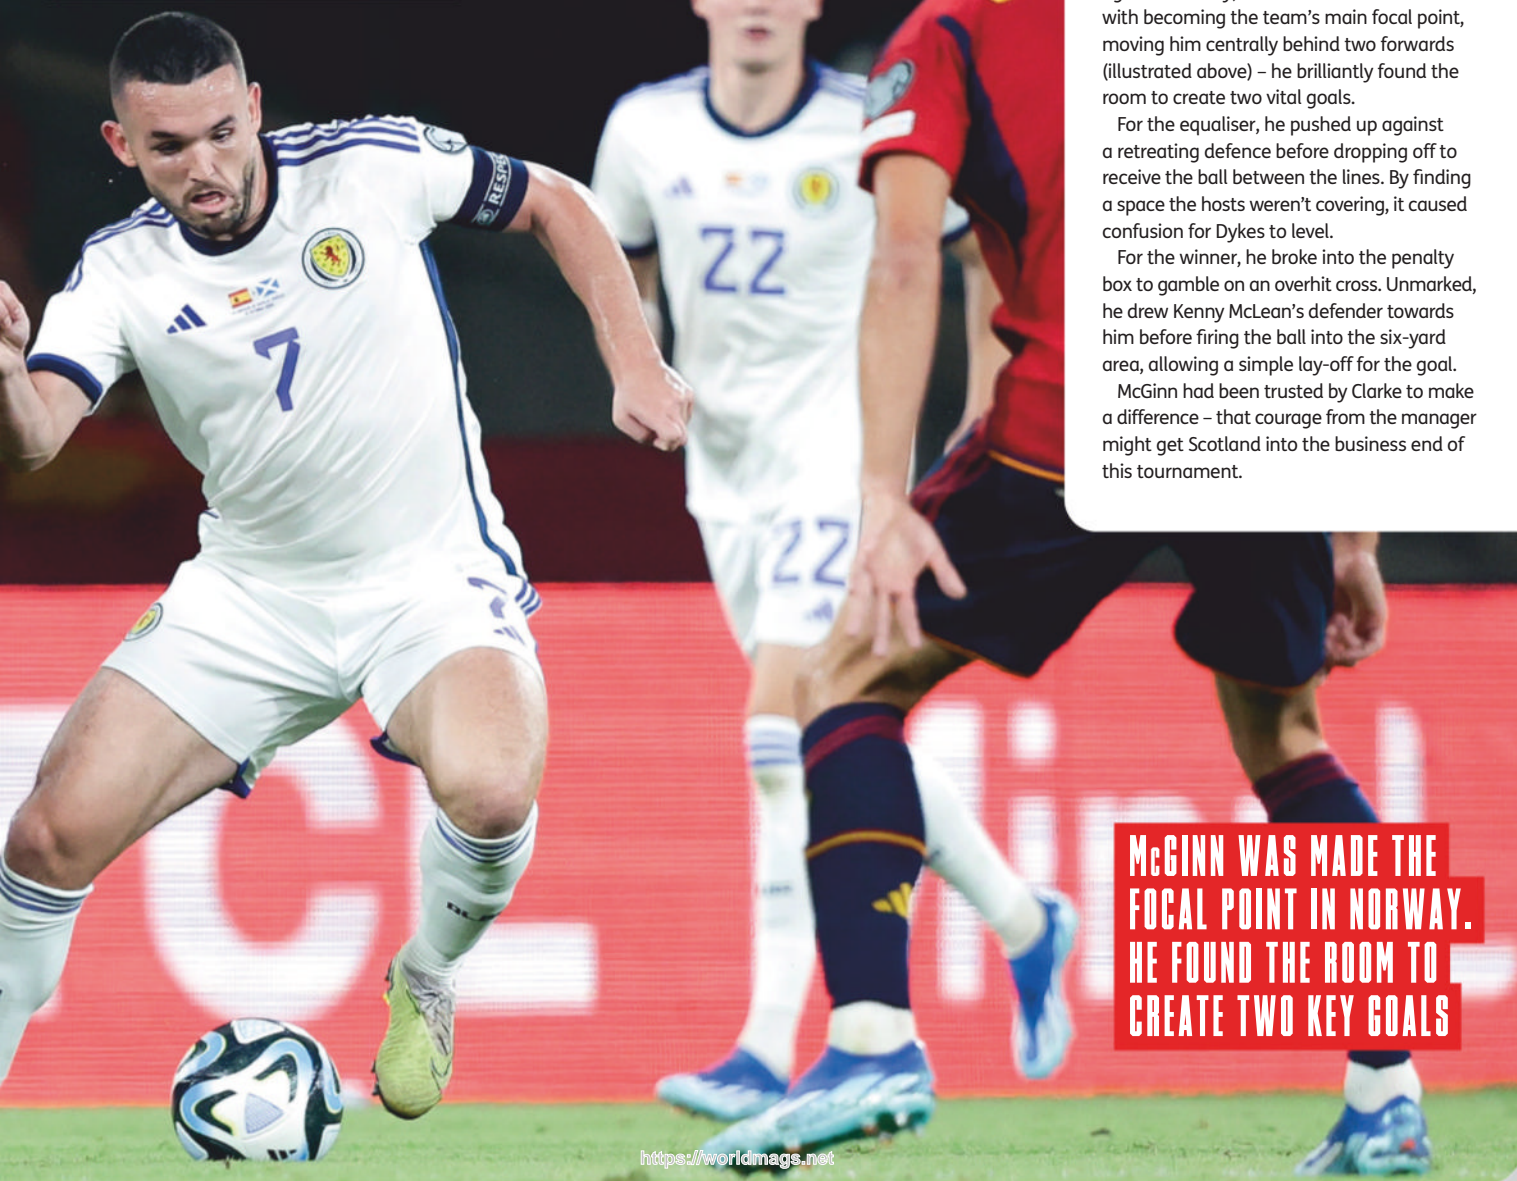 with becoming the team's main focal point,
moving him centrally behind two forwards
(illustrated above) – he brilliantly found the
room to create two vital goals.
For the equaliser, he pushed up against
a retreating defence before dropping off to
receive the ball between the lines. By finding
a space the hosts weren't covering, it caused
confusion for Dykes to level.
For the winner, he broke into the penalty
box to gamble on an overhit cross. Unmarked,
he drew Kenny McLean's defender towards
him before firing the ball into the six-yard
area, allowing a simple lay-off for the goal.
McGinn had been trusted by Clarke to make
a difference – that courage from the manager
might get Scotland into the business end of
this tournament.
RESPE
7
22
22
7
CL
McGINN WAS MADE THE
FOCAL POINT IN NORWAY.
HE FOUND THE ROOM TO
CREATE TWO KEY GOALS
https://worldmags.net